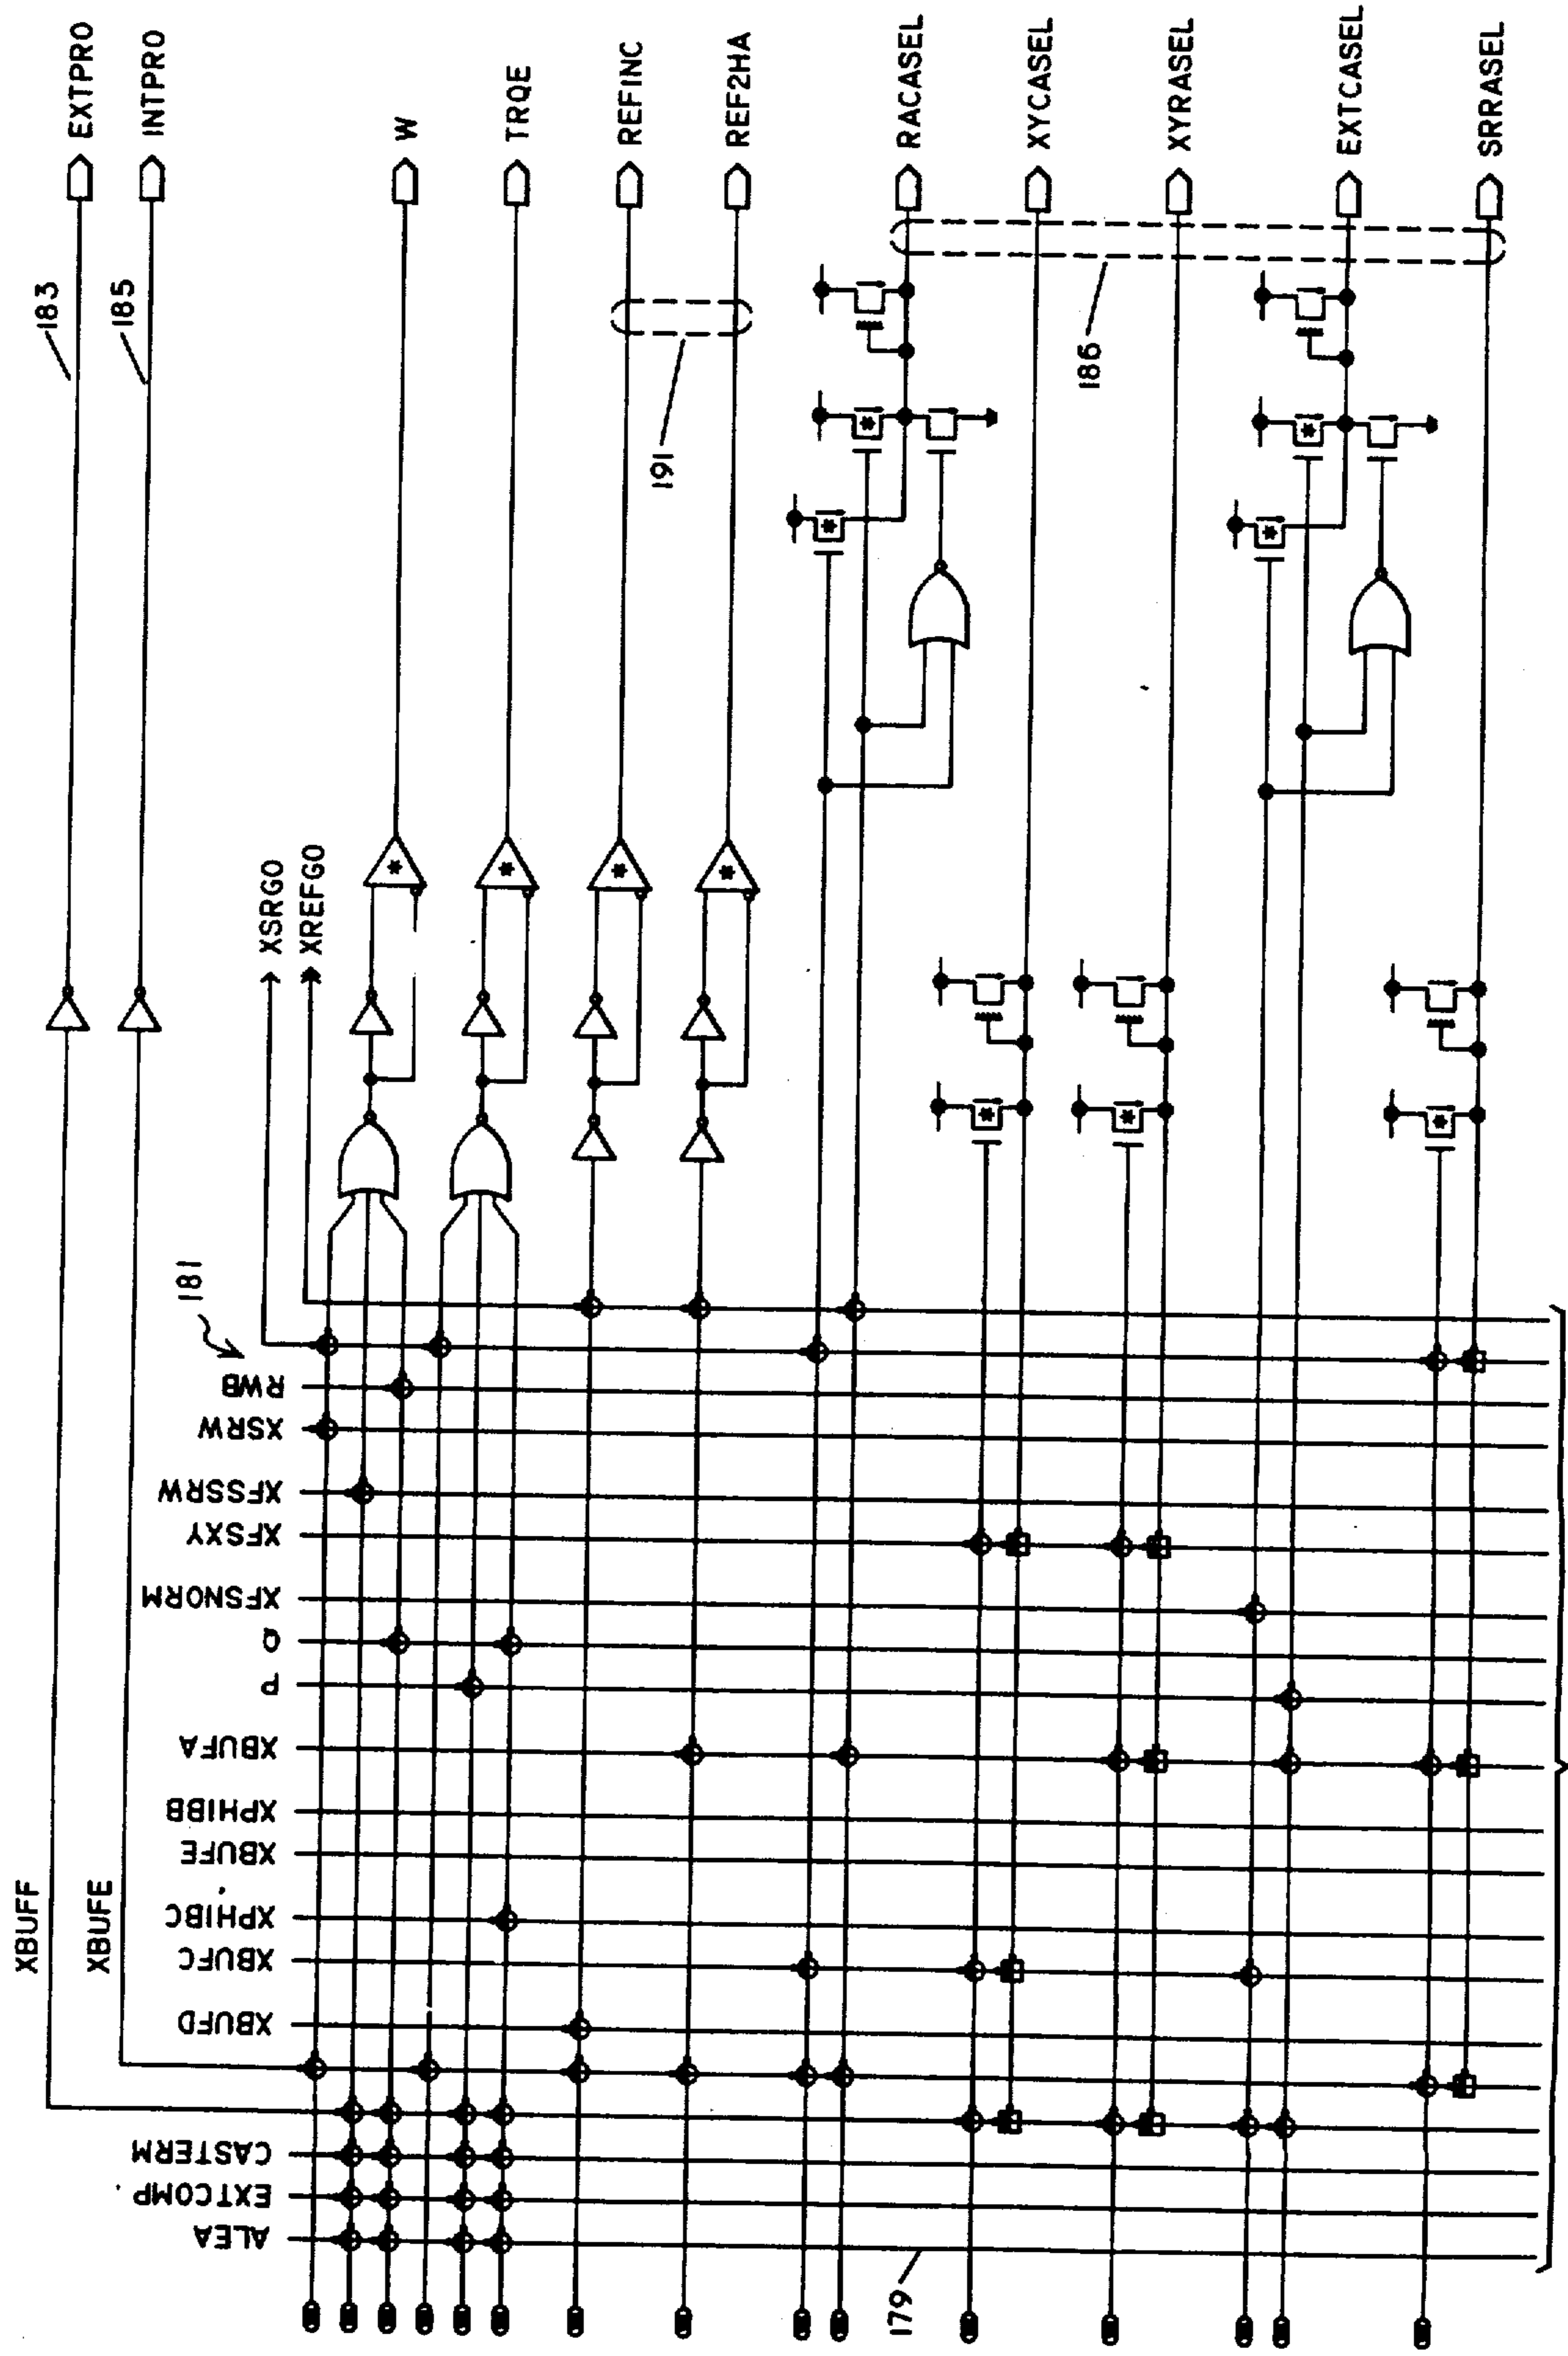 EXTPRO
183
INTPRO
185
W
TRQE
REFINC
REF2HA
191
RACASEL
XYCASEL
XYRASEL
EXTCASEL
SRRASEL
186
XSRGO
XREFGO
*
*
*
*
*
*
*
*
*
*
*
181
RWB
XSRW
XFSSRW
XFSXY
XFSNORM
Q
P
XBUFA
XPHIBB
XBUFE
XPHIBC
XBUFC
XBUFD
XBUFF
XBUFE
CASTERM
EXTCOMP
ALEA
179